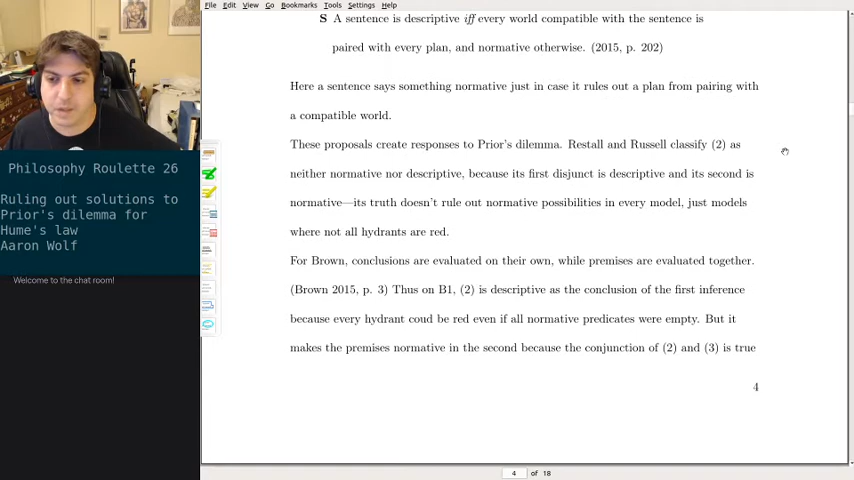 File Edit View Go Bookmarks Tools Settings Help
S A sentence is descriptive iff every world compatible with the sentence is
paired with every plan, and normative otherwise. (2015, p. 202)
Here a sentence says something normative just in case it rules out a plan from pairing with
a compatible world.
These proposals create responses to Prior's dilemma. Restall and Russell classify (2) as
neither normative nor descriptive, because its first disjunct is descriptive and its second is
normative—its truth doesn't rule out normative possibilities in every model, just models
where not all hydrants are red.
For Brown, conclusions are evaluated on their own, while premises are evaluated together.
(Brown 2015, p. 3) Thus on B1, (2) is descriptive as the conclusion of the first inference
because every hydrant coud be red even if all normative predicates were empty. But it
makes the premises normative in the second because the conjunction of (2) and (3) is true
4
4 of 18
Philosophy Roulette 26
Ruling out solutions to
Prior's dilemma for
Hume's law
Aaron Wolf
Welcome to the chat room!